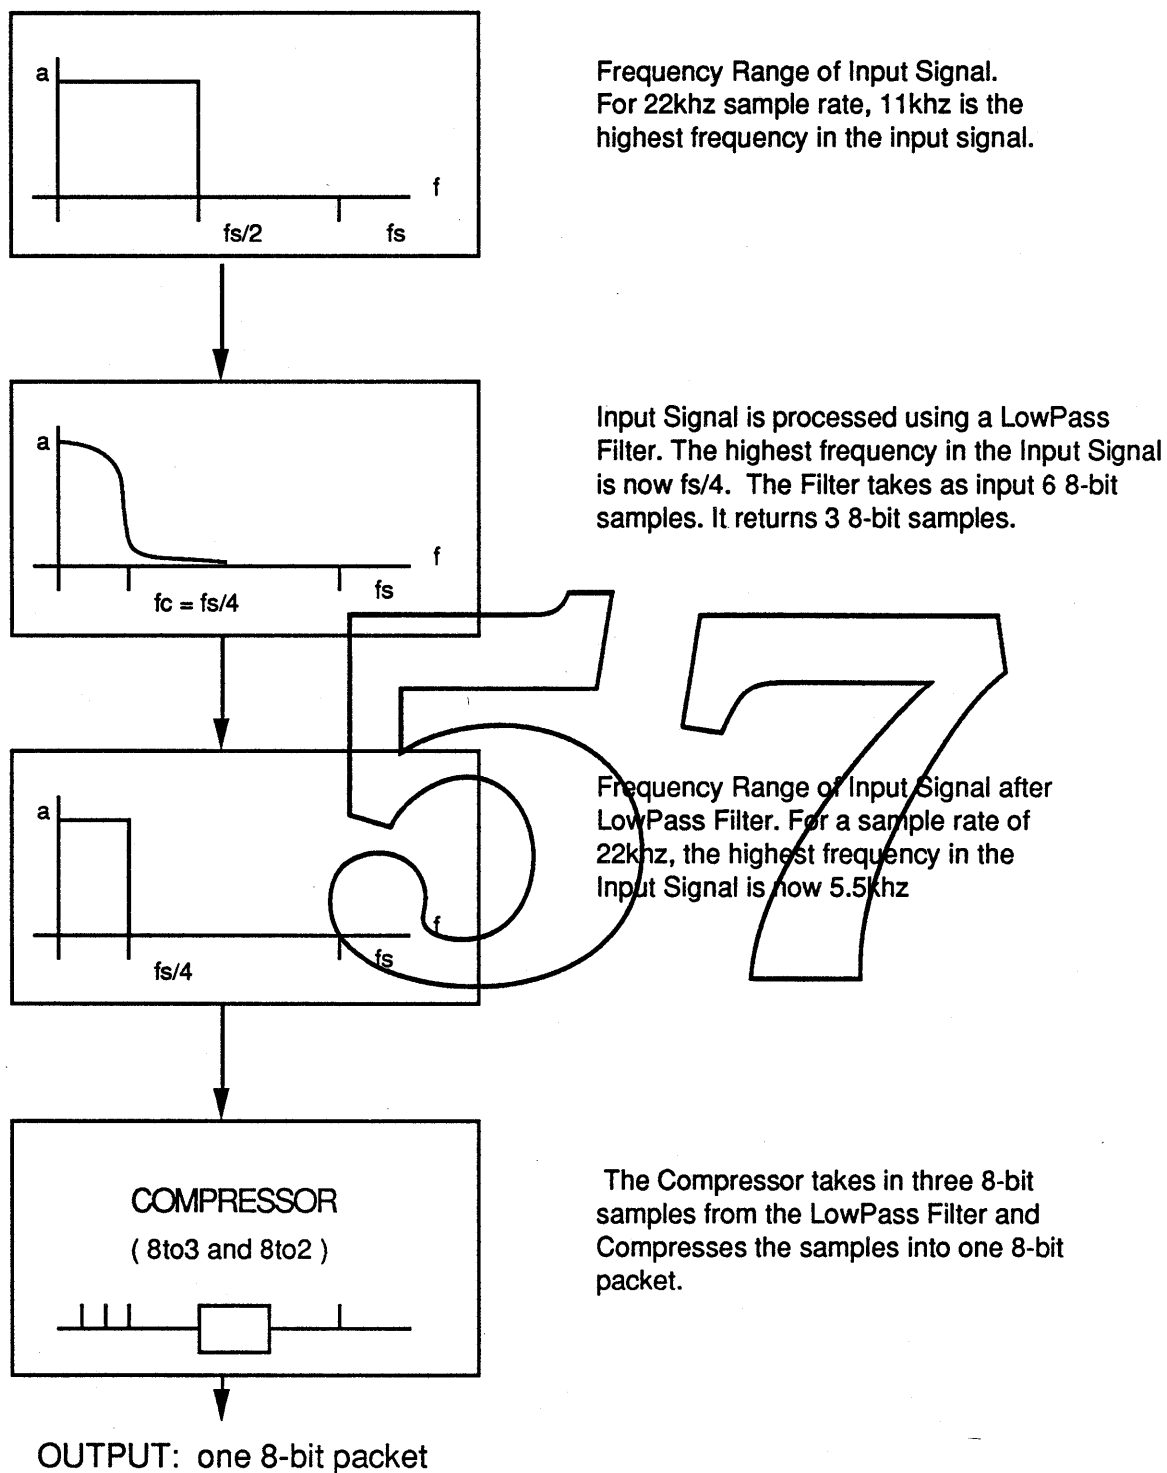 a
f
fs/2
fs
Frequency Range of Input Signal.
For 22khz sample rate, 11khz is the
highest frequency in the input signal.
a
f
fc = fs/4
fs
Input Signal is processed using a LowPass
Filter. The highest frequency in the Input Signal
is now fs/4. The Filter takes as input 6 8-bit
samples. It returns 3 8-bit samples.
57
a
f
fs/4
fs
Frequency Range of Input Signal after
LowPass Filter. For a sample rate of
22khz, the highest frequency in the
Input Signal is now 5.5khz
COMPRESSOR
( 8to3 and 8to2 )
The Compressor takes in three 8-bit
samples from the LowPass Filter and
Compresses the samples into one 8-bit
packet.
OUTPUT: one 8-bit packet